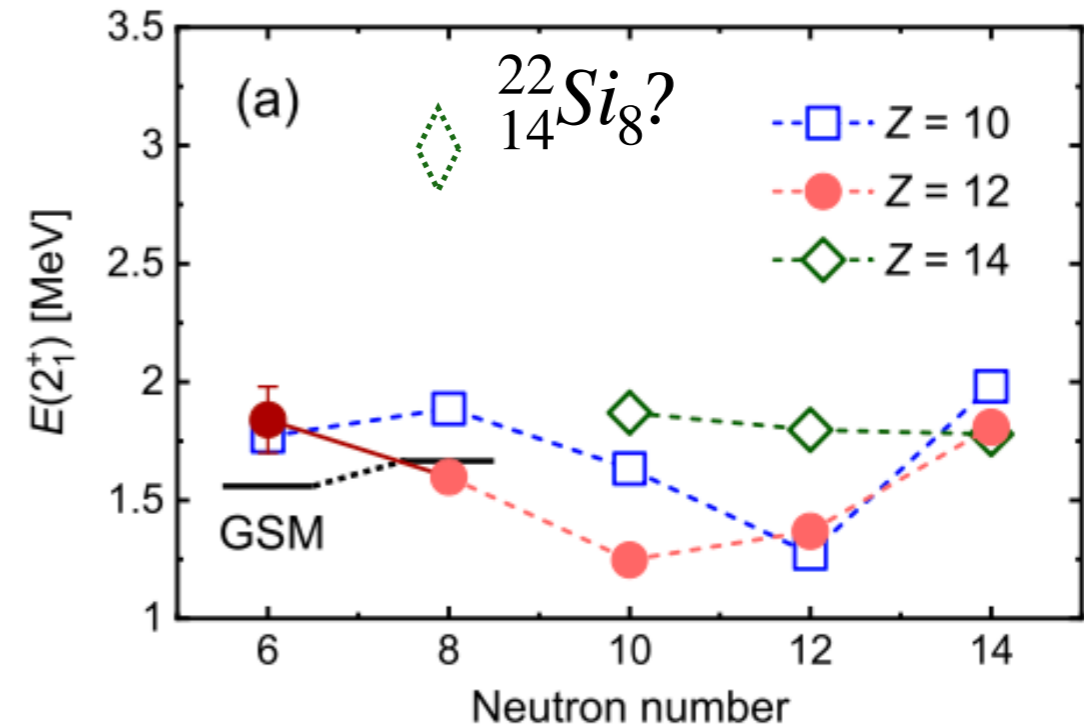 3.5
3
2.5
2
1.5
1
E(2₁⁺) [MeV]
(a)
²²₁₄Si₈?
Z = 10
Z = 12
Z = 14
GSM
6 8 10 12 14
Neutron number